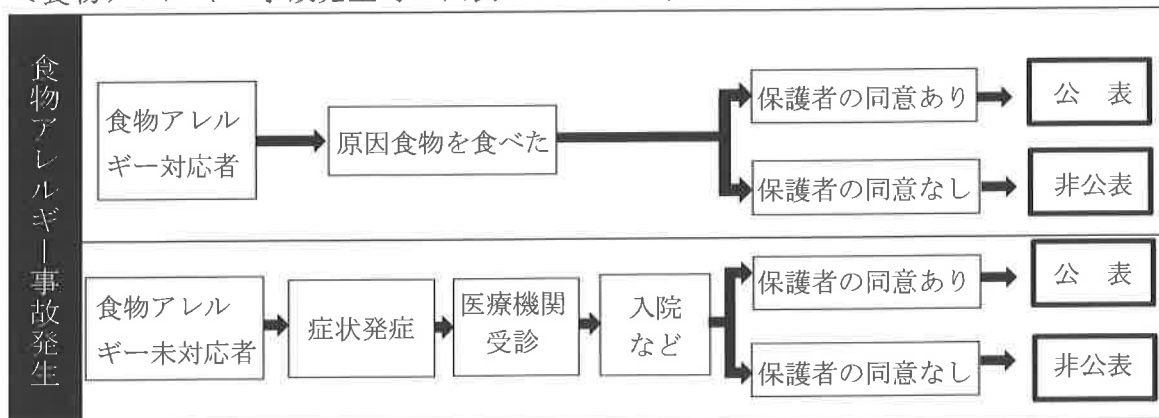 食物アレルギー事故発生
食物アレル
ギー対応者
原因食物を食べた
保護者の同意あり
公 表
保護者の同意なし
非公表
食物アレル
ギー未対応者
症状発症
医療機関
受診
入院
など
保護者の同意あり
公 表
保護者の同意なし
非公表